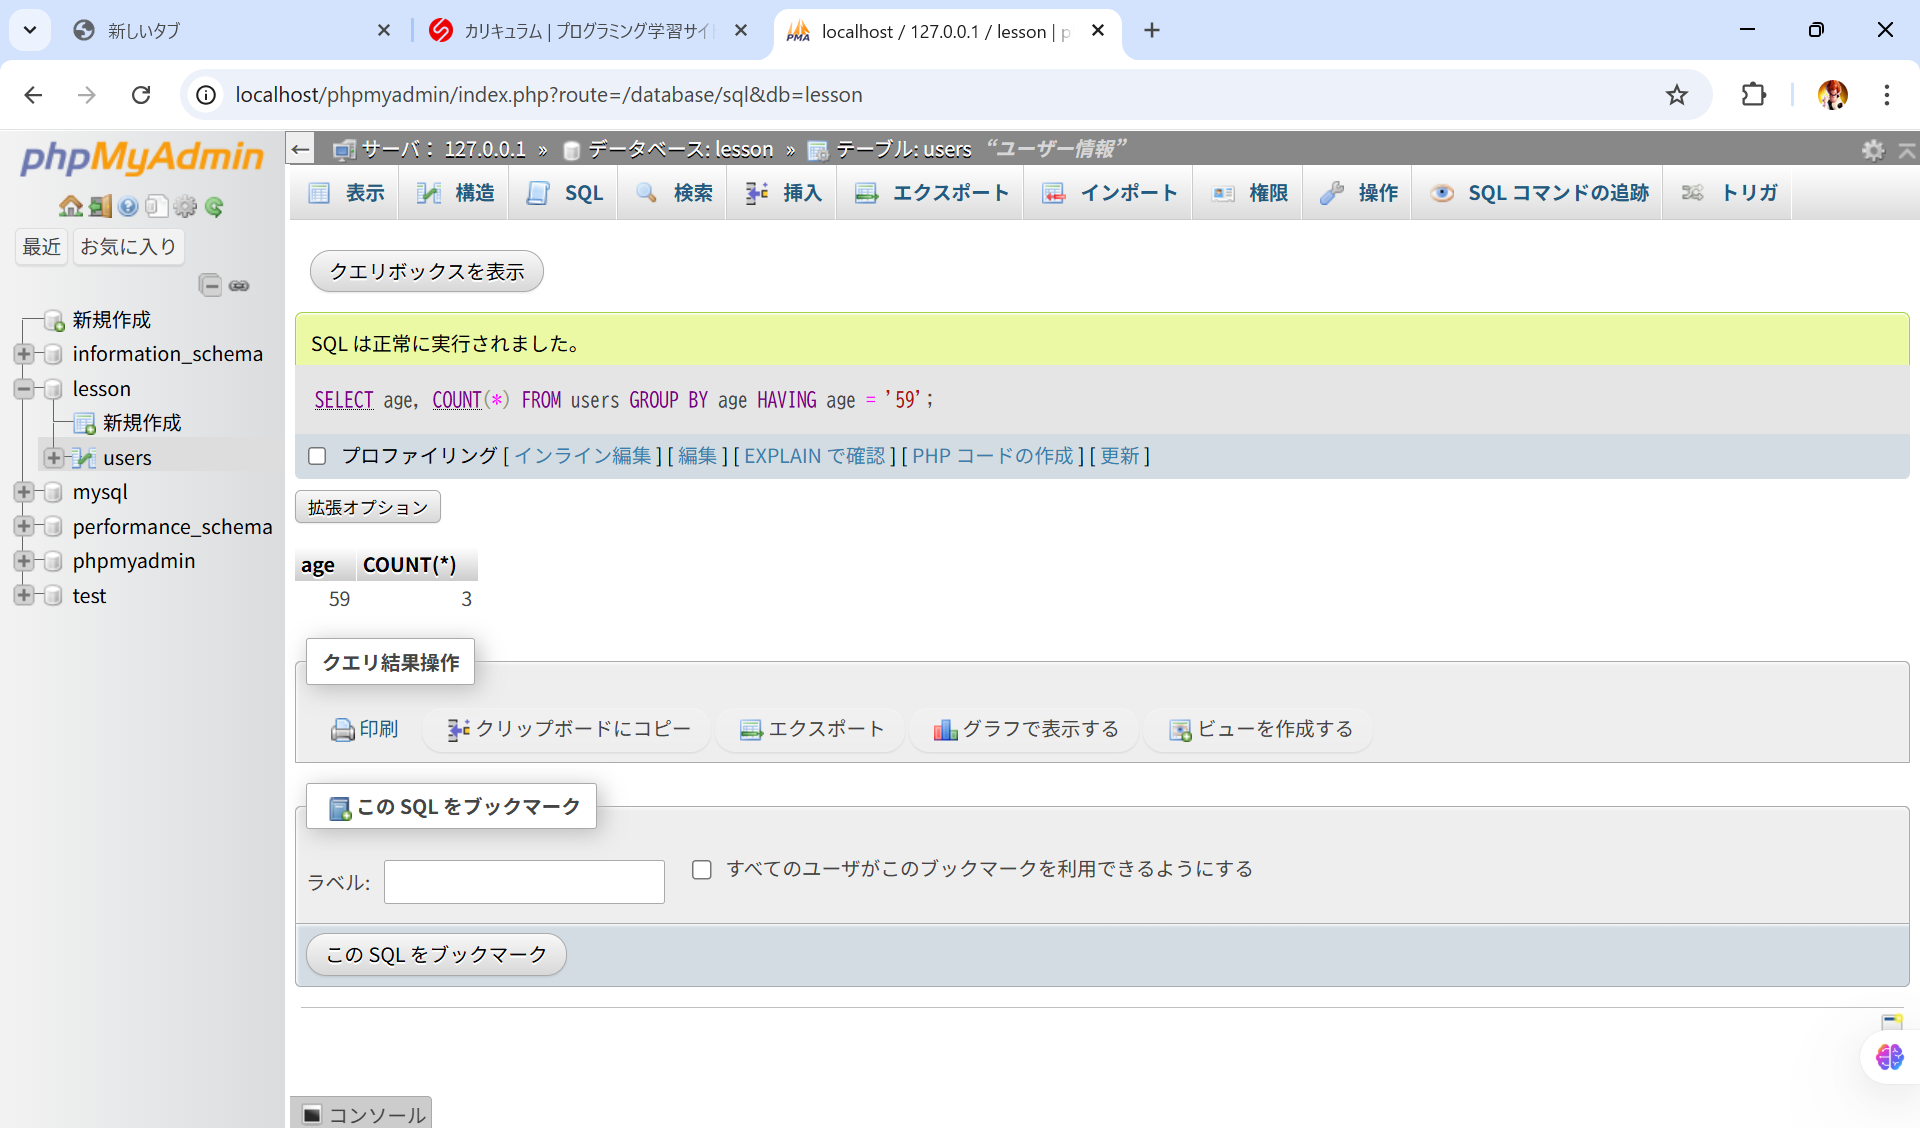 新しいタブ
カリキュラム | プログラミング学習サイ
localhost / 127.0.0.1 / lesson | p
localhost/phpmyadmin/index.php?route=/database/sql&db=lesson
phpMyAdmin
最近
お気に入り
新規作成
information_schema
lesson
新規作成
users
mysql
performance_schema
phpmyadmin
test
サーバ： 127.0.0.1 » データベース: lesson » テーブル: users “ユーザー情報”
表示
構造
SQL
検索
挿入
エクスポート
インポート
権限
操作
SQL コマンドの追跡
トリガ
クエリボックスを表示
SQL は正常に実行されました。
SELECT age, COUNT(*) FROM users GROUP BY age HAVING age = '59';
プロファイリング [ インライン編集 ] [ 編集 ] [ EXPLAIN で確認 ] [ PHP コードの作成 ] [ 更新 ]
拡張オプション
age COUNT(*)
59 3
クエリ結果操作
印刷
クリップボードにコピー
エクスポート
グラフで表示する
ビューを作成する
この SQL をブックマーク
ラベル:
すべてのユーザがこのブックマークを利用できるようにする
この SQL をブックマーク
コンソール